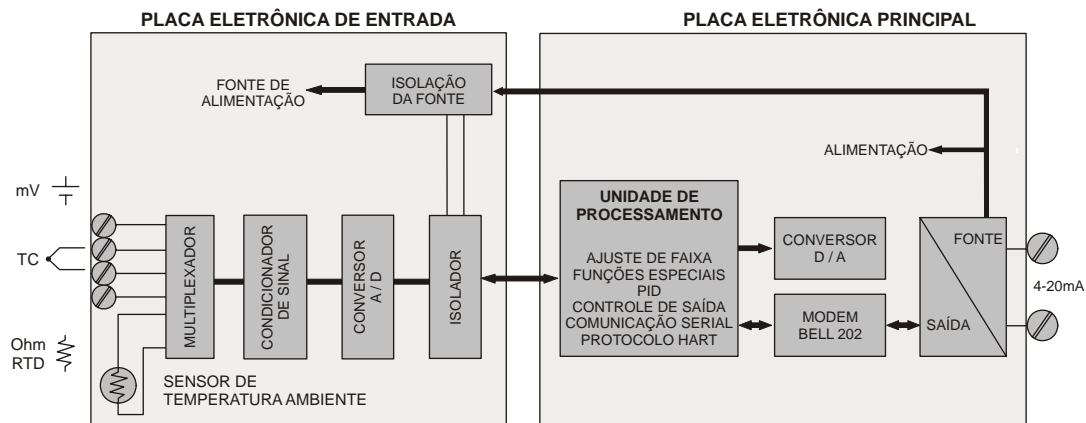 PLACA ELETRÔNICA DE ENTRADA
PLACA ELETRÔNICA PRINCIPAL
FONTE DE
ALIMENTAÇÃO
ISOLAÇÃO
DA FONTE
ALIMENTAÇÃO
mV
TC
Ohm
RTD
MULTIPLEXADOR
CONDICIONADOR
DE SINAL
CONVERSOR
A / D
ISOLADOR
SENSOR DE
TEMPERATURA AMBIENTE
UNIDADE DE
PROCESSAMENTO
AJUSTE DE FAIXA
FUNÇÕES ESPECIAIS
PID
CONTROLE DE SAÍDA
COMUNICAÇÃO SERIAL
PROTOCOLO HART
CONVERSOR
D / A
MODEM
BELL 202
FONTE
SAÍDA
4-20mA